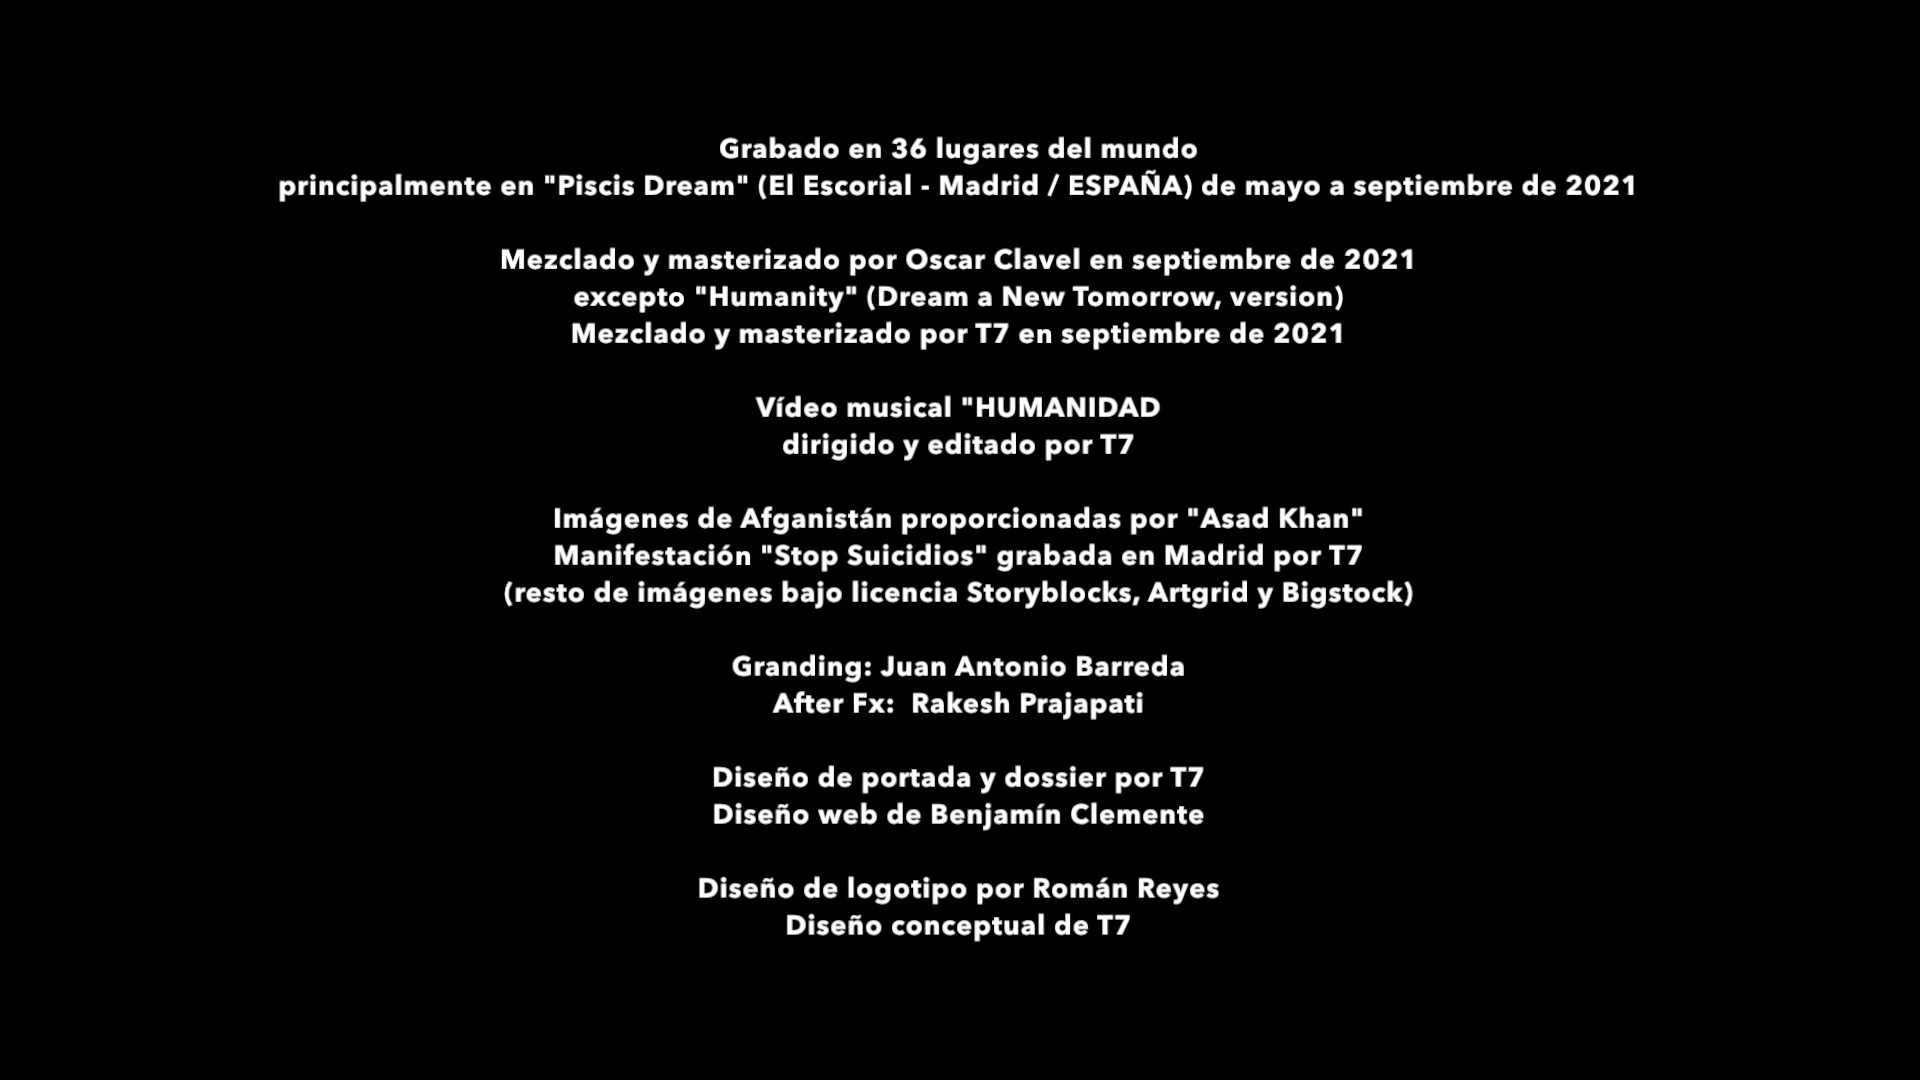 Grabado en 36 lugares del mundo
principalmente en "Piscis Dream" (El Escorial - Madrid / ESPAÑA) de mayo a septiembre de 2021
Mezclado y masterizado por Oscar Clavel en septiembre de 2021
excepto "Humanity" (Dream a New Tomorrow, version)
Mezclado y masterizado por T7 en septiembre de 2021
Vídeo musical "HUMANIDAD
dirigido y editado por T7
Imágenes de Afganistán proporcionadas por "Asad Khan"
Manifestación "Stop Suicidios" grabada en Madrid por T7
(resto de imágenes bajo licencia Storyblocks, Artgrid y Bigstock)
Granding: Juan Antonio Barreda
After Fx:  Rakesh Prajapati
Diseño de portada y dossier por T7
Diseño web de Benjamín Clemente
Diseño de logotipo por Román Reyes
Diseño conceptual de T7